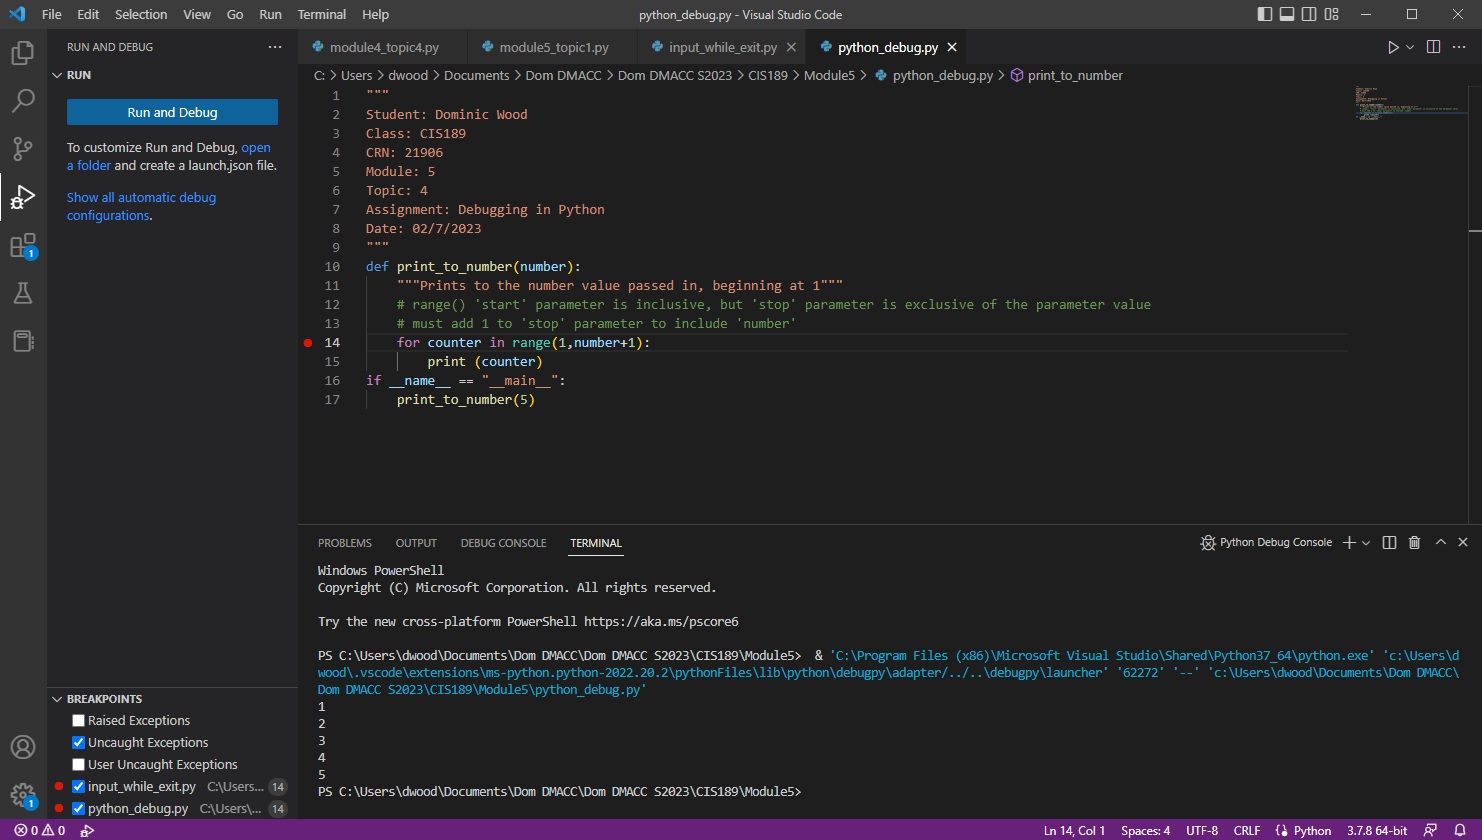 File Edit Selection View Go Run Terminal Help python_debug.py - Visual Studio Code
RUN AND DEBUG ···
RUN
Run and Debug
To customize Run and Debug, open
a folder and create a launch.json file.
Show all automatic debug
configurations.
BREAKPOINTS
Raised Exceptions
Uncaught Exceptions
User Uncaught Exceptions
input_while_exit.py C:\Users... 14
python_debug.py C:\Users\... 14
1
1
module4_topic4.py module5_topic1.py input_while_exit.py python_debug.py
C: > Users > dwood > Documents > Dom DMACC > Dom DMACC S2023 > CIS189 > Module5 > python_debug.py > print_to_number
1 """
2 Student: Dominic Wood
3 Class: CIS189
4 CRN: 21906
5 Module: 5
6 Topic: 4
7 Assignment: Debugging in Python
8 Date: 02/7/2023
9 """
10 def print_to_number(number):
11 """Prints to the number value passed in, beginning at 1"""
12 # range() 'start' parameter is inclusive, but 'stop' parameter is exclusive of the parameter value
13 # must add 1 to 'stop' parameter to include 'number'
14 for counter in range(1,number+1):
15 print (counter)
16 if __name__ == "__main__":
17 print_to_number(5)
PROBLEMS OUTPUT DEBUG CONSOLE TERMINAL Python Debug Console
Windows PowerShell
Copyright (C) Microsoft Corporation. All rights reserved.
Try the new cross-platform PowerShell https://aka.ms/pscore6
PS C:\Users\dwood\Documents\Dom DMACC\Dom DMACC S2023\CIS189\Module5> & 'C:\Program Files (x86)\Microsoft Visual Studio\Shared\Python37_64\python.exe' 'c:\Users\d
wood\.vscode\extensions\ms-python.python-2022.20.2\pythonFiles\lib\python\debugpy\adapter/../..\debugpy\launcher' '62272' '--' 'c:\Users\dwood\Documents\Dom DMACC\
Dom DMACC S2023\CIS189\Module5\python_debug.py'
1
2
3
4
5
PS C:\Users\dwood\Documents\Dom DMACC\Dom DMACC S2023\CIS189\Module5>
0 0 Ln 14, Col 1 Spaces: 4 UTF-8 CRLF Python 3.7.8 64-bit